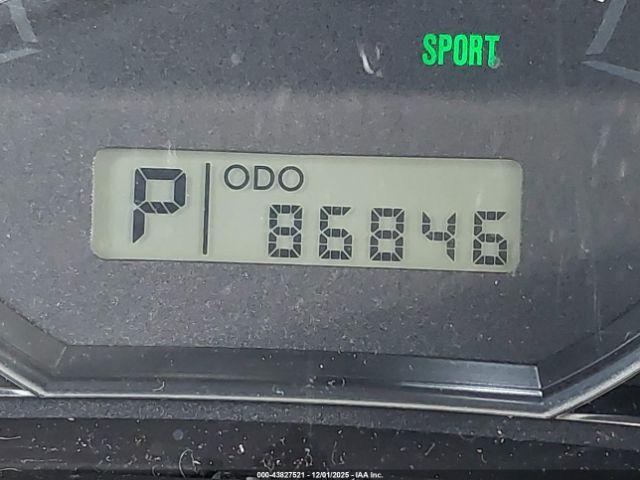 SPORT
P ODO
86846
000-43827521 - 12/01/2025 - IAA Inc.